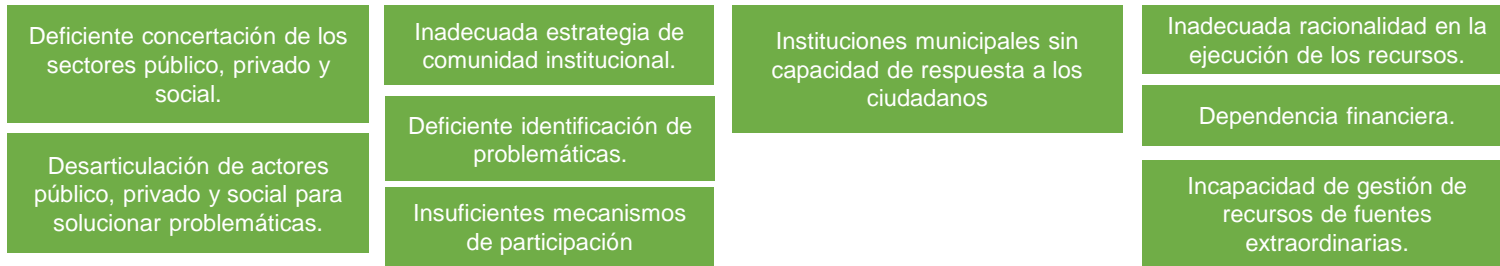 Deficiente concertación de los
sectores público, privado y
social.
Desarticulación de actores
público, privado y social para
solucionar problemáticas.
Inadecuada estrategia de
comunidad institucional.
Deficiente identificación de
problemáticas.
Insuficientes mecanismos
de participación
Instituciones municipales sin
capacidad de respuesta a los
ciudadanos
Inadecuada racionalidad en la
ejecución de los recursos.
Dependencia financiera.
Incapacidad de gestión de
recursos de fuentes
extraordinarias.